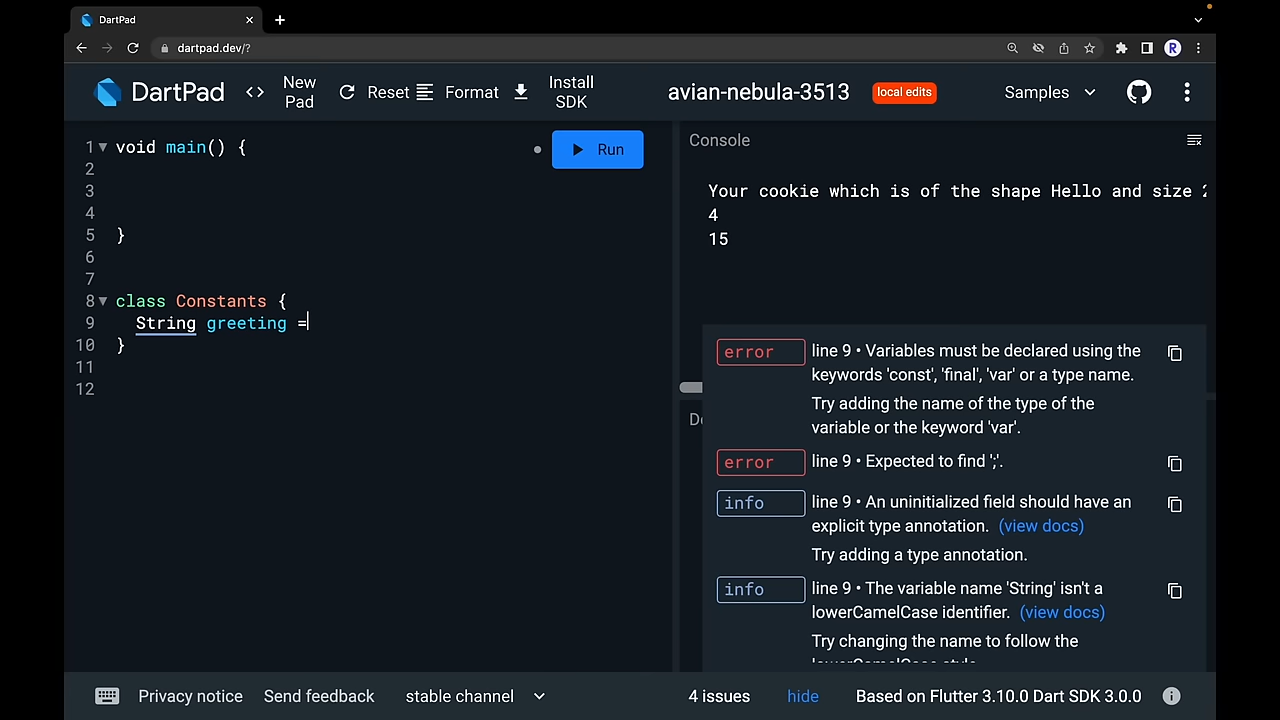 DartPad
dartpad.dev/?
R
DartPad
<> New Pad
Reset
Format
Install SDK
avian-nebula-3513
local edits
Samples
1 void main() {
2
3
4
5 }
6
7
8 class Constants {
9 String greeting =
10 }
11
12
Run
Console
Your cookie which is of the shape Hello and size
4
15
error line 9 • Variables must be declared using the
keywords 'const', 'final', 'var' or a type name.
Try adding the name of the type of the
variable or the keyword 'var'.
error line 9 • Expected to find ';'.
info line 9 • An uninitialized field should have an
explicit type annotation. (view docs)
Try adding a type annotation.
info line 9 • The variable name 'String' isn't a
lowerCamelCase identifier. (view docs)
Try changing the name to follow the
Privacy notice
Send feedback
stable channel
4 issues
hide
Based on Flutter 3.10.0 Dart SDK 3.0.0